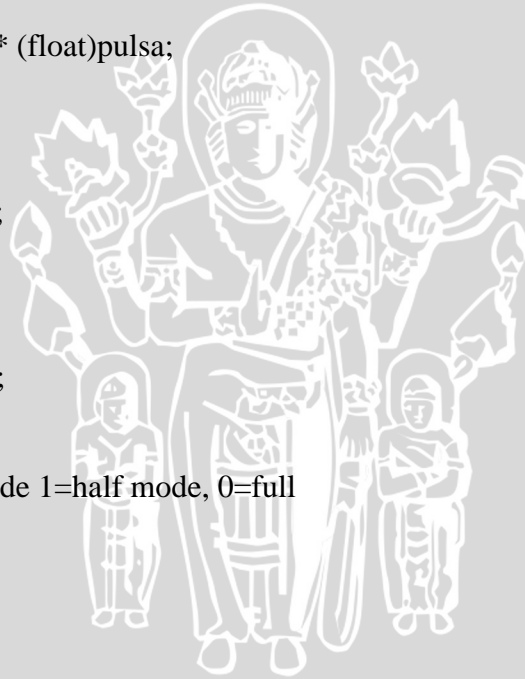 * (float)pulsa;
;
;
de 1=half mode, 0=full